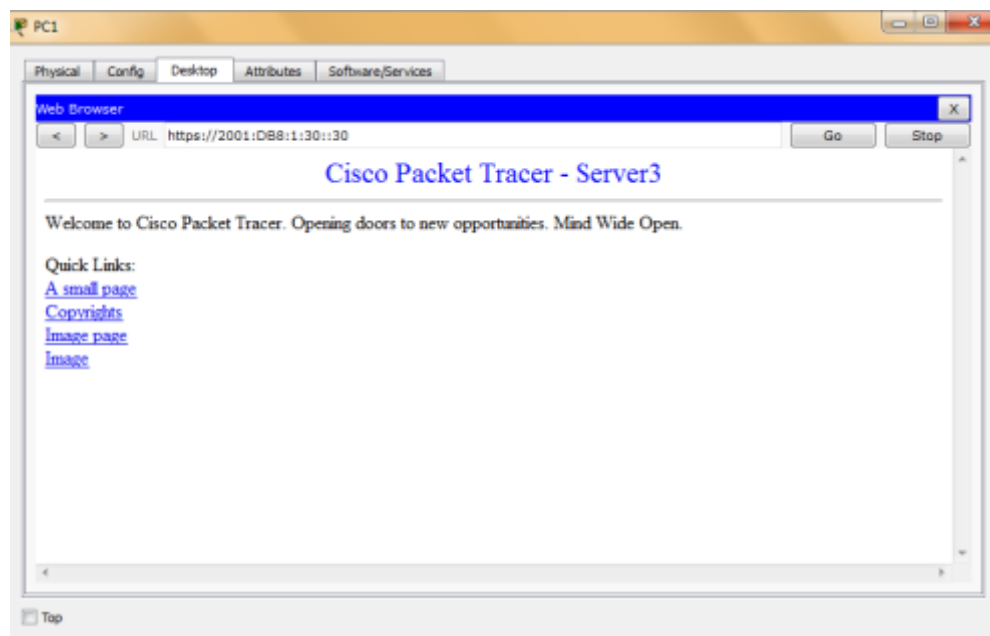 PC1
Physical Config Desktop Attributes Software/Services
Web Browser X
< > URL https://2001:DB8:1:30::30 Go Stop
Cisco Packet Tracer - Server3
Welcome to Cisco Packet Tracer. Opening doors to new opportunities. Mind Wide Open.
Quick Links:
A small page
Copyrights
Image page
Image
Top